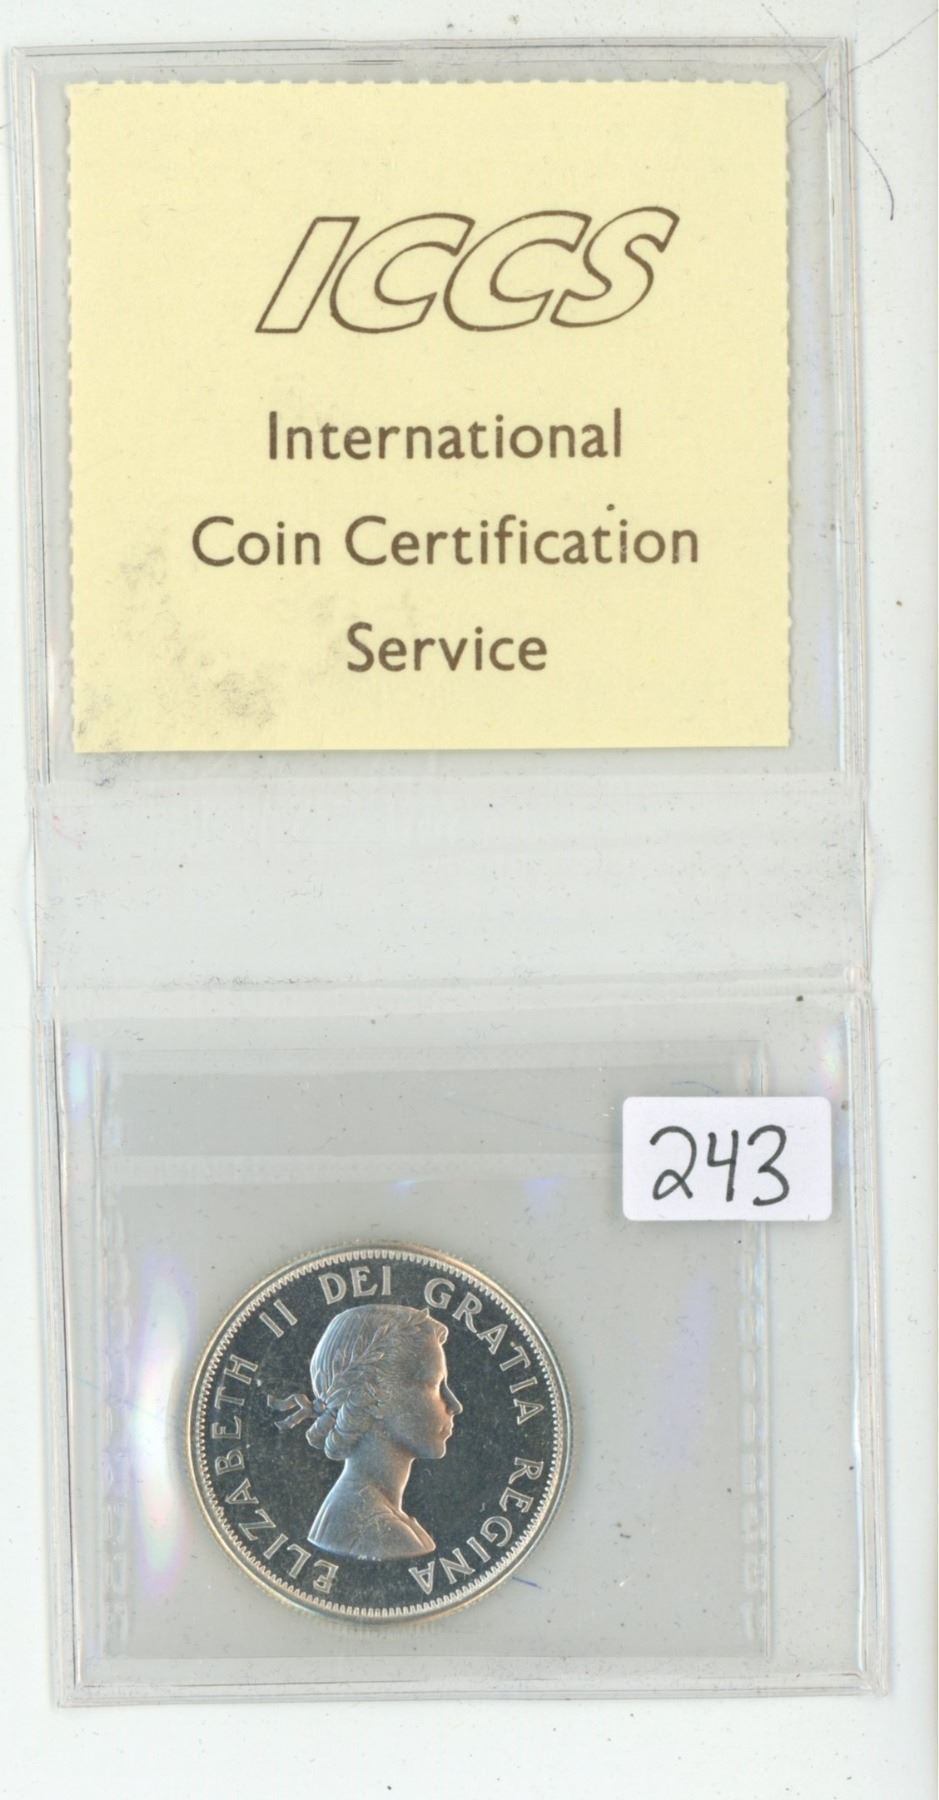 ICCS
International
Coin Certification
Service
243
ELIZABETH II DEI GRATIA REGINA